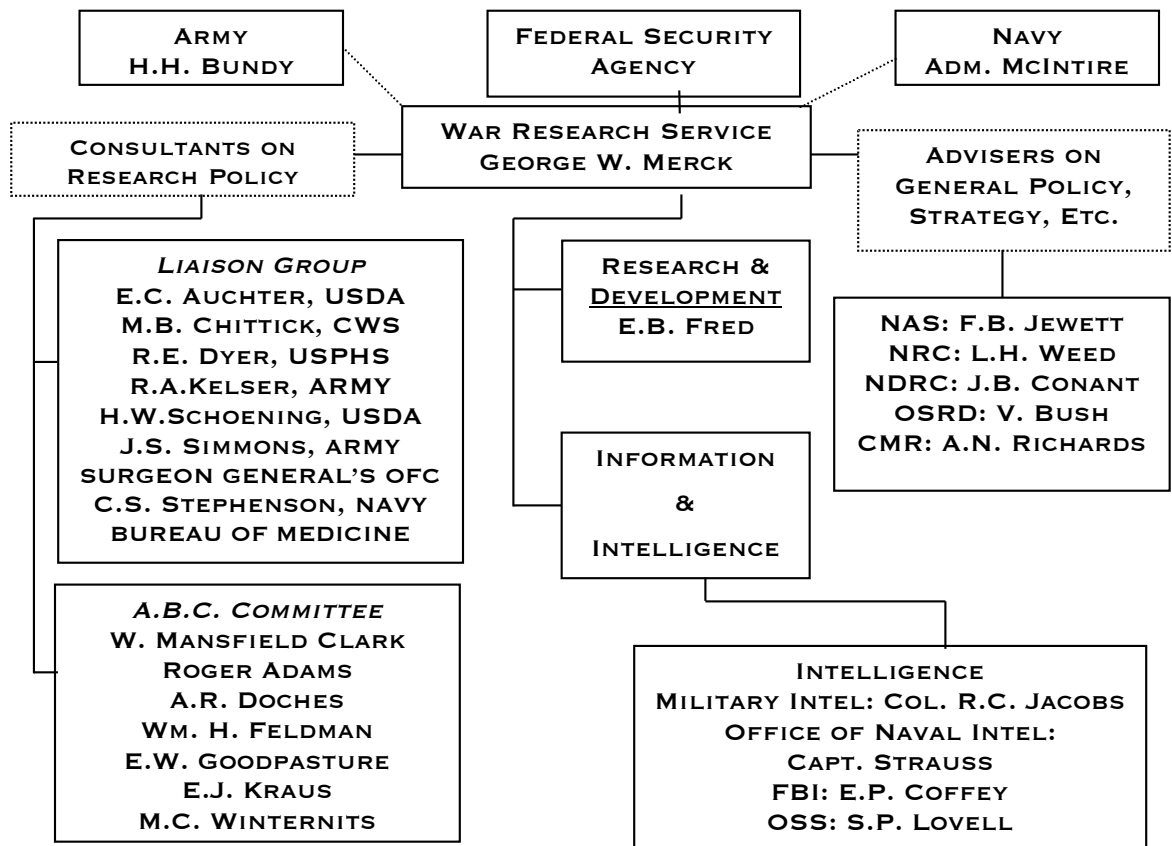 Army
H.H. Bundy
Federal Security
Agency
Navy
Adm. McIntire
War Research Service
George W. Merck
Consultants on
Research Policy
Advisers on
General Policy,
Strategy, Etc.
Liaison Group
E.C. Auchter, USDA
M.B. Chittick, CWS
R.E. Dyer, USPHS
R.A.Kelser, ARMY
H.W.Schoening, USDA
J.S. Simmons, ARMY
SURGEON GENERAL'S OFC
C.S. Stephenson, NAVY
BUREAU OF MEDICINE
Research &
Development
E.B. Fred
NAS: F.B. Jewett
NRC: L.H. Weed
NDRC: J.B. Conant
OSRD: V. Bush
CMR: A.N. Richards
Information
&
Intelligence
A.B.C. Committee
W. Mansfield Clark
Roger Adams
A.R. Doches
Wm. H. Feldman
E.W. Goodpasture
E.J. Kraus
M.C. Winternits
Intelligence
Military Intel: Col. R.C. Jacobs
Office of Naval Intel:
Capt. Strauss
FBI: E.P. Coffey
OSS: S.P. Lovell